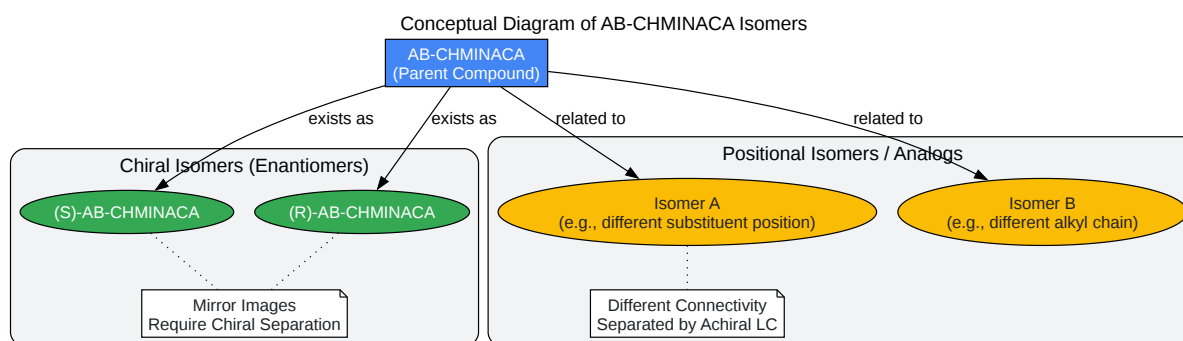 Conceptual Diagram of AB-CHMINACA Isomers
AB-CHMINACA
(Parent Compound)
exists as
exists as
related to
related to
Chiral Isomers (Enantiomers)
(S)-AB-CHMINACA
(R)-AB-CHMINACA
Mirror Images
Require Chiral Separation
Positional Isomers / Analogs
Isomer A
(e.g., different substituent position)
Isomer B
(e.g., different alkyl chain)
Different Connectivity
Separated by Achiral LC